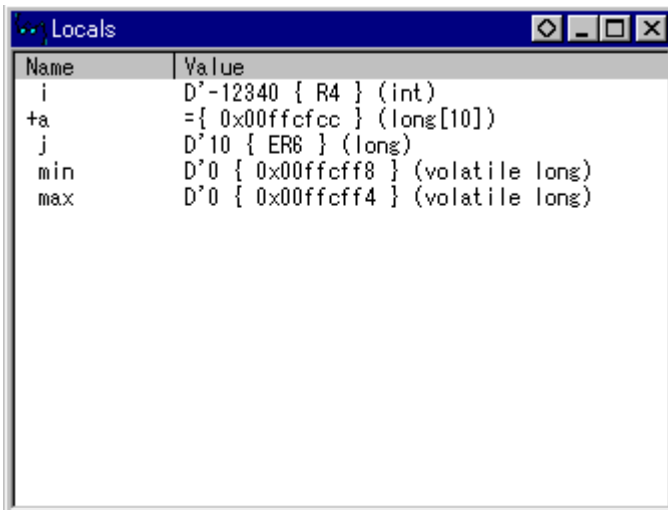 Locals
Name Value
i D'-12340 { R4 } (int)
+a ={ 0x00ffcfcc } (long[10])
j D'10 { ER6 } (long)
min D'0 { 0x00ffcff8 } (volatile long)
max D'0 { 0x00ffcff4 } (volatile long)